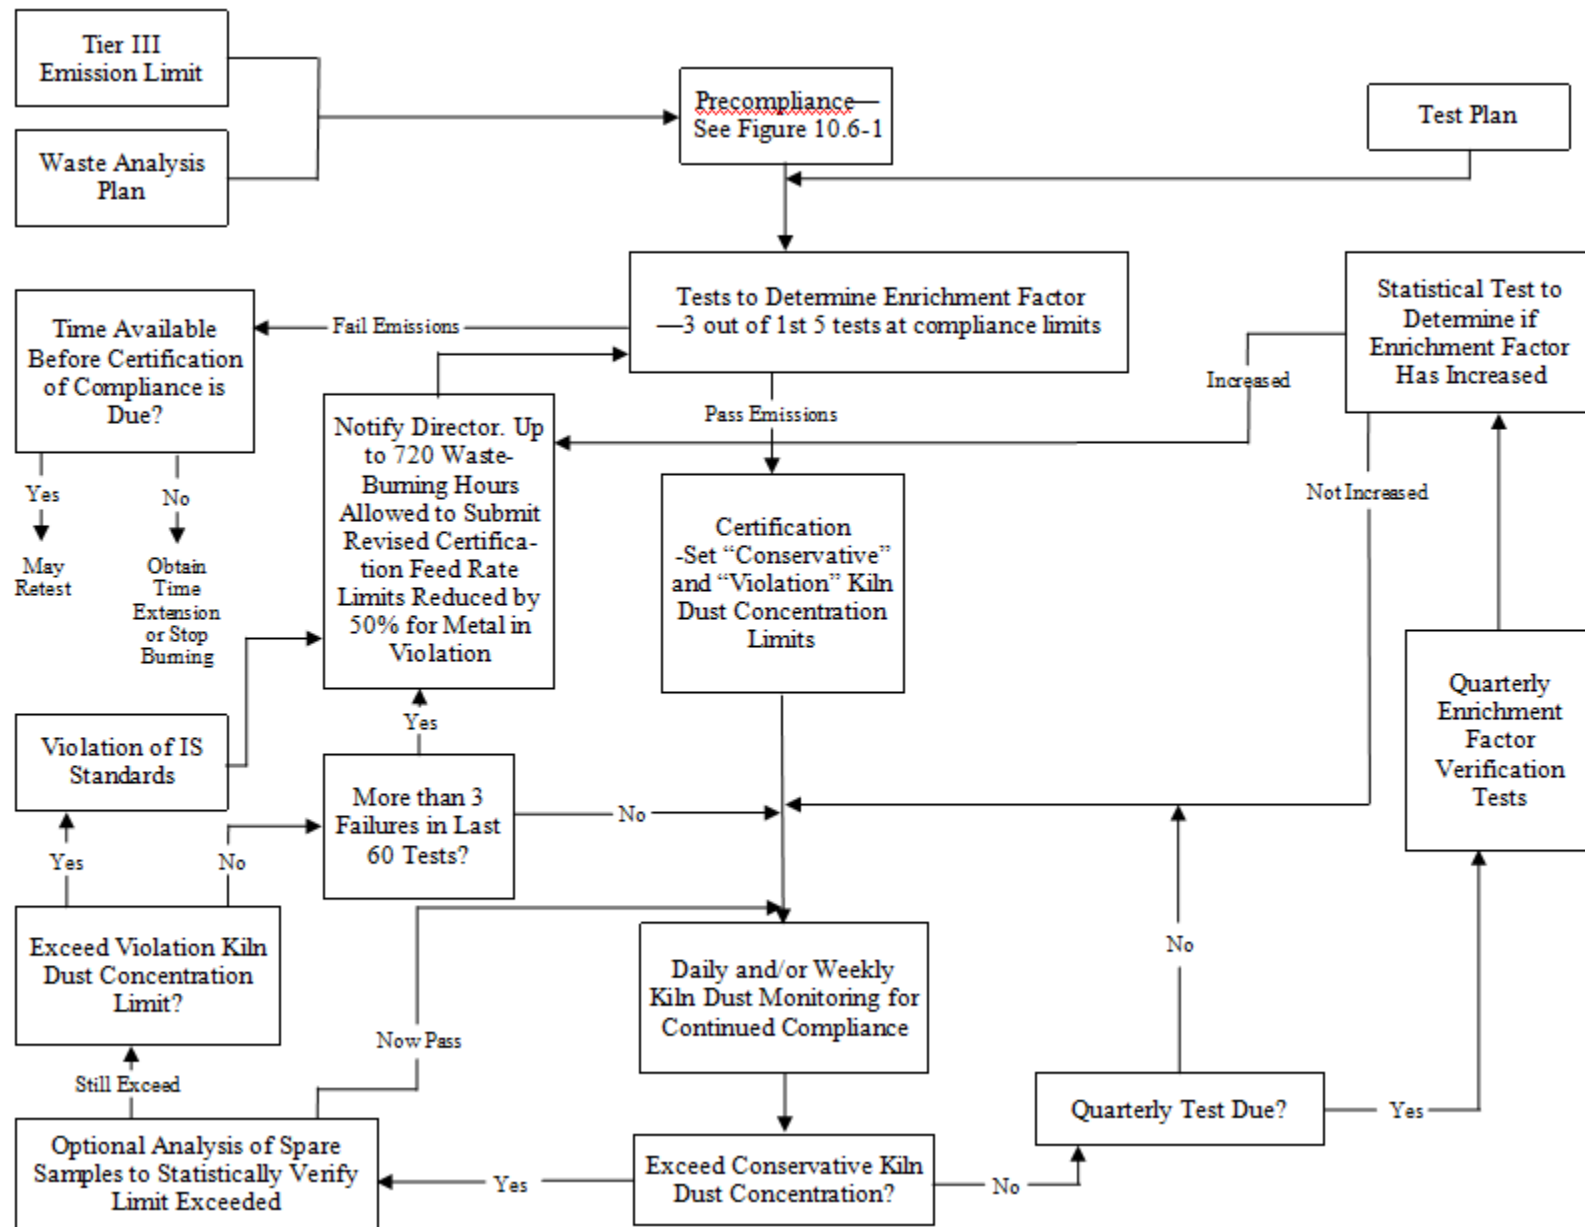 Tier III
Emission Limit
Precompliance—
See Figure 10.6-1
Test Plan
Waste Analysis
Plan
Tests to Determine Enrichment Factor
—3 out of 1st 5 tests at compliance limits
Statistical Test to
Determine if
Enrichment Factor
Has Increased
Time Available
Before Certification
of Compliance is
Due?
Fail Emissions
Increased
Pass Emissions
Notify Director. Up
to 720 Waste-
Burning Hours
Allowed to Submit
Revised Certifica-
tion Feed Rate
Limits Reduced by
50% for Metal in
Violation
Yes
No
May
Retest
Obtain
Time
Extension
or Stop
Burning
Not Increased
Certification
-Set “Conservative”
and “Violation” Kiln
Dust Concentration
Limits
Quarterly
Enrichment
Factor
Verification
Tests
Violation of IS
Standards
Yes
More than 3
Failures in Last
60 Tests?
No
Yes
No
Exceed Violation Kiln
Dust Concentration
Limit?
Daily and/or Weekly
Kiln Dust Monitoring for
Continued Compliance
No
Now Pass
Still Exceed
Quarterly Test Due?
Yes
Optional Analysis of Spare
Samples to Statistically Verify
Limit Exceeded
Yes
Exceed Conservative Kiln
Dust Concentration?
No